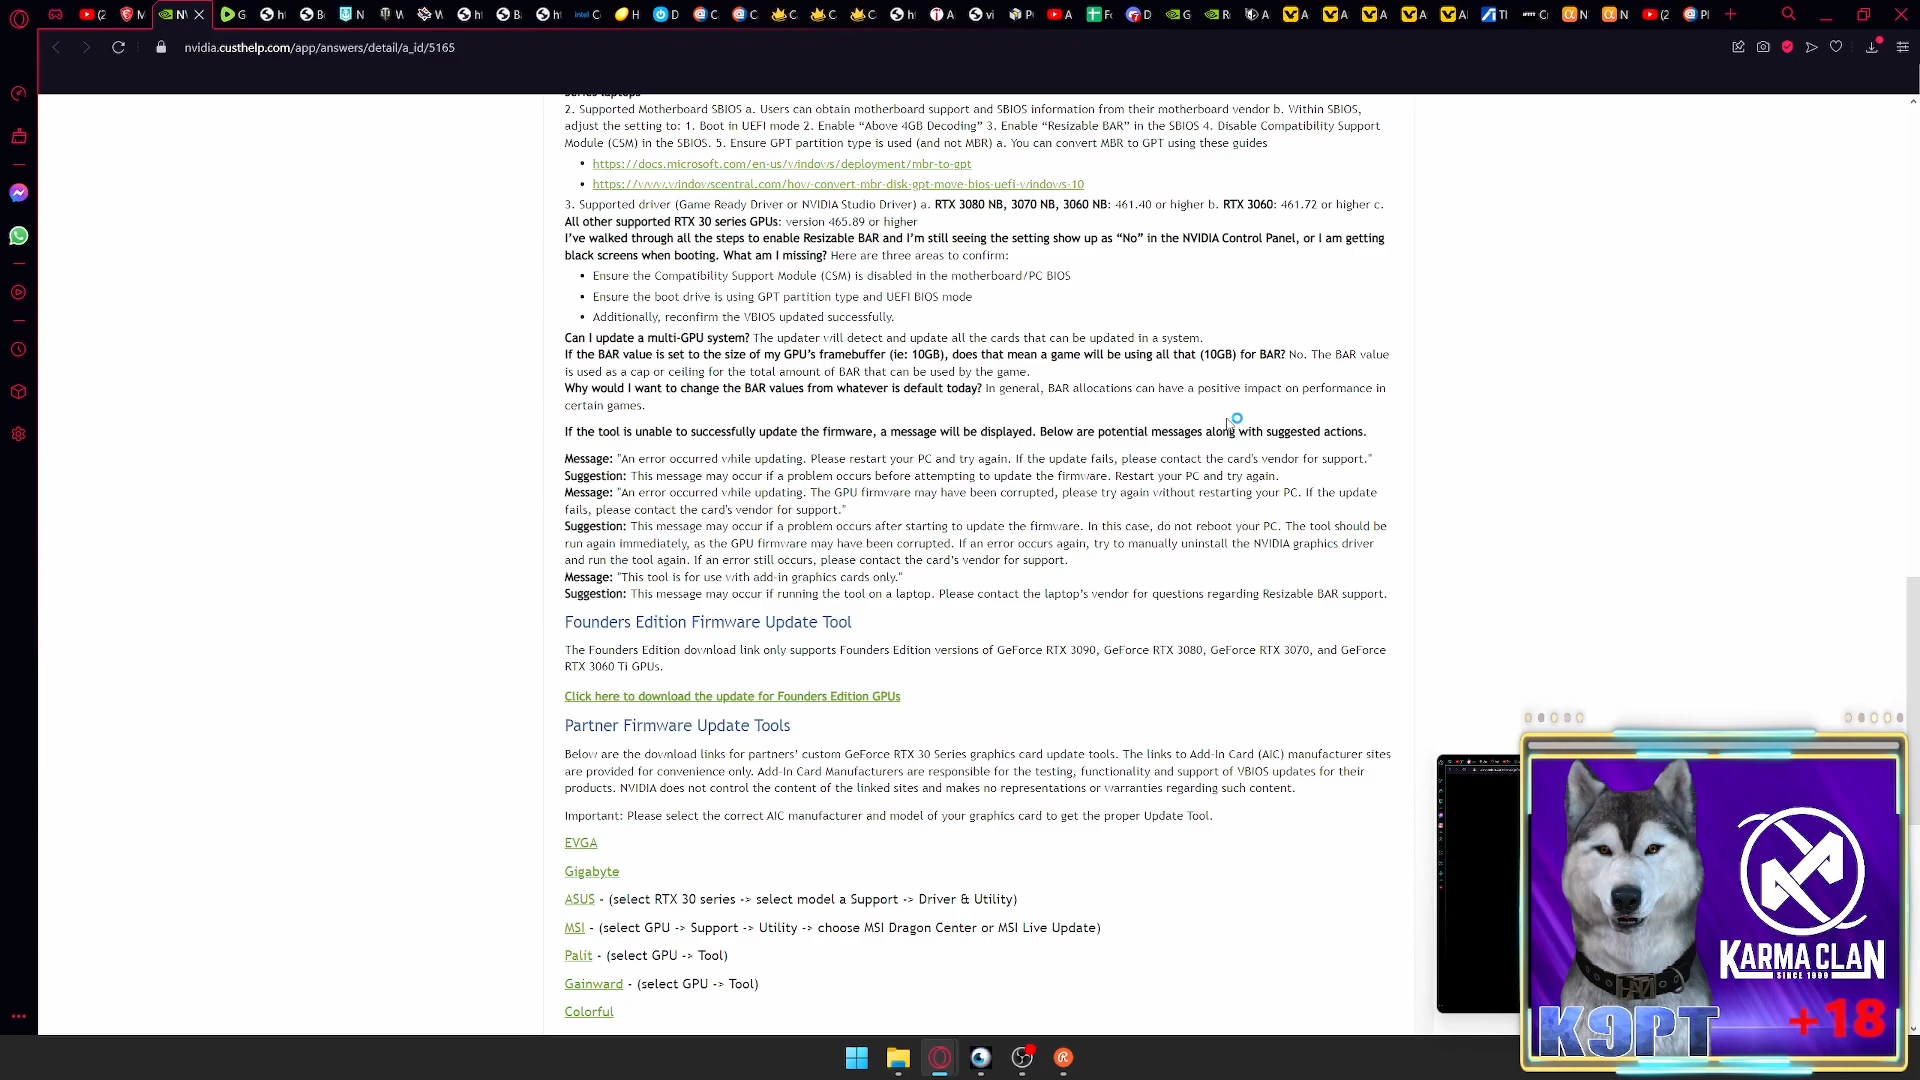 nvidia.custhelp.com/app/answers/detail/a_id/5165
2. Supported Motherboard SBIOS a. Users can obtain motherboard support and SBIOS information from their motherboard vendor b. Within SBIOS,
adjust the setting to: 1. Boot in UEFI mode 2. Enable “Above 4GB Decoding” 3. Enable “Resizable BAR” in the SBIOS 4. Disable Compatibility Support
Module (CSM) in the SBIOS. 5. Ensure GPT partition type is used (and not MBR) a. You can convert MBR to GPT using these guides
• https://docs.microsoft.com/en-us/windows/deployment/mbr-to-gpt
• https://www.windowscentral.com/how-convert-mbr-disk-gpt-move-bios-uefi-windows-10
3. Supported driver (Game Ready Driver or NVIDIA Studio Driver) a. RTX 3080 NB, 3070 NB, 3060 NB: 461.40 or higher b. RTX 3060: 461.72 or higher c.
All other supported RTX 30 series GPUs: version 465.89 or higher
I’ve walked through all the steps to enable Resizable BAR and I’m still seeing the setting show up as “No” in the NVIDIA Control Panel, or I am getting
black screens when booting. What am I missing? Here are three areas to confirm:
• Ensure the Compatibility Support Module (CSM) is disabled in the motherboard/PC BIOS
• Ensure the boot drive is using GPT partition type and UEFI BIOS mode
• Additionally, reconfirm the VBIOS updated successfully.
Can I update a multi-GPU system? The updater will detect and update all the cards that can be updated in a system.
If the BAR value is set to the size of my GPU’s framebuffer (ie: 10GB), does that mean a game will be using all that (10GB) for BAR? No. The BAR value
is used as a cap or ceiling for the total amount of BAR that can be used by the game.
Why would I want to change the BAR values from whatever is default today? In general, BAR allocations can have a positive impact on performance in
certain games.
If the tool is unable to successfully update the firmware, a message will be displayed. Below are potential messages along with suggested actions.
Message: "An error occurred while updating. Please restart your PC and try again. If the update fails, please contact the card's vendor for support."
Suggestion: This message may occur if a problem occurs before attempting to update the firmware. Restart your PC and try again.
Message: "An error occurred while updating. The GPU firmware may have been corrupted, please try again without restarting your PC. If the update
fails, please contact the card's vendor for support."
Suggestion: This message may occur if a problem occurs after starting to update the firmware. In this case, do not reboot your PC. The tool should be
run again immediately, as the GPU firmware may have been corrupted. If an error occurs again, try to manually uninstall the NVIDIA graphics driver
and run the tool again. If an error still occurs, please contact the card’s vendor for support.
Message: "This tool is for use with add-in graphics cards only."
Suggestion: This message may occur if running the tool on a laptop. Please contact the laptop’s vendor for questions regarding Resizable BAR support.
Founders Edition Firmware Update Tool
The Founders Edition download link only supports Founders Edition versions of GeForce RTX 3090, GeForce RTX 3080, GeForce RTX 3070, and GeForce
RTX 3060 Ti GPUs.
Click here to download the update for Founders Edition GPUs
Partner Firmware Update Tools
Below are the download links for partners’ custom GeForce RTX 30 Series graphics card update tools. The links to Add-In Card (AIC) manufacturer sites
are provided for convenience only. Add-In Card Manufacturers are responsible for the testing, functionality and support of VBIOS updates for their
products. NVIDIA does not control the content of the linked sites and makes no representations or warranties regarding such content.
Important: Please select the correct AIC manufacturer and model of your graphics card to get the proper Update Tool.
EVGA
Gigabyte
ASUS - (select RTX 30 series -> select model a Support -> Driver & Utility)
MSI - (select GPU -> Support -> Utility -> choose MSI Dragon Center or MSI Live Update)
Palit - (select GPU -> Tool)
Gainward - (select GPU -> Tool)
Colorful
KARMA CLAN
SINCE 1999
K9PT
+18